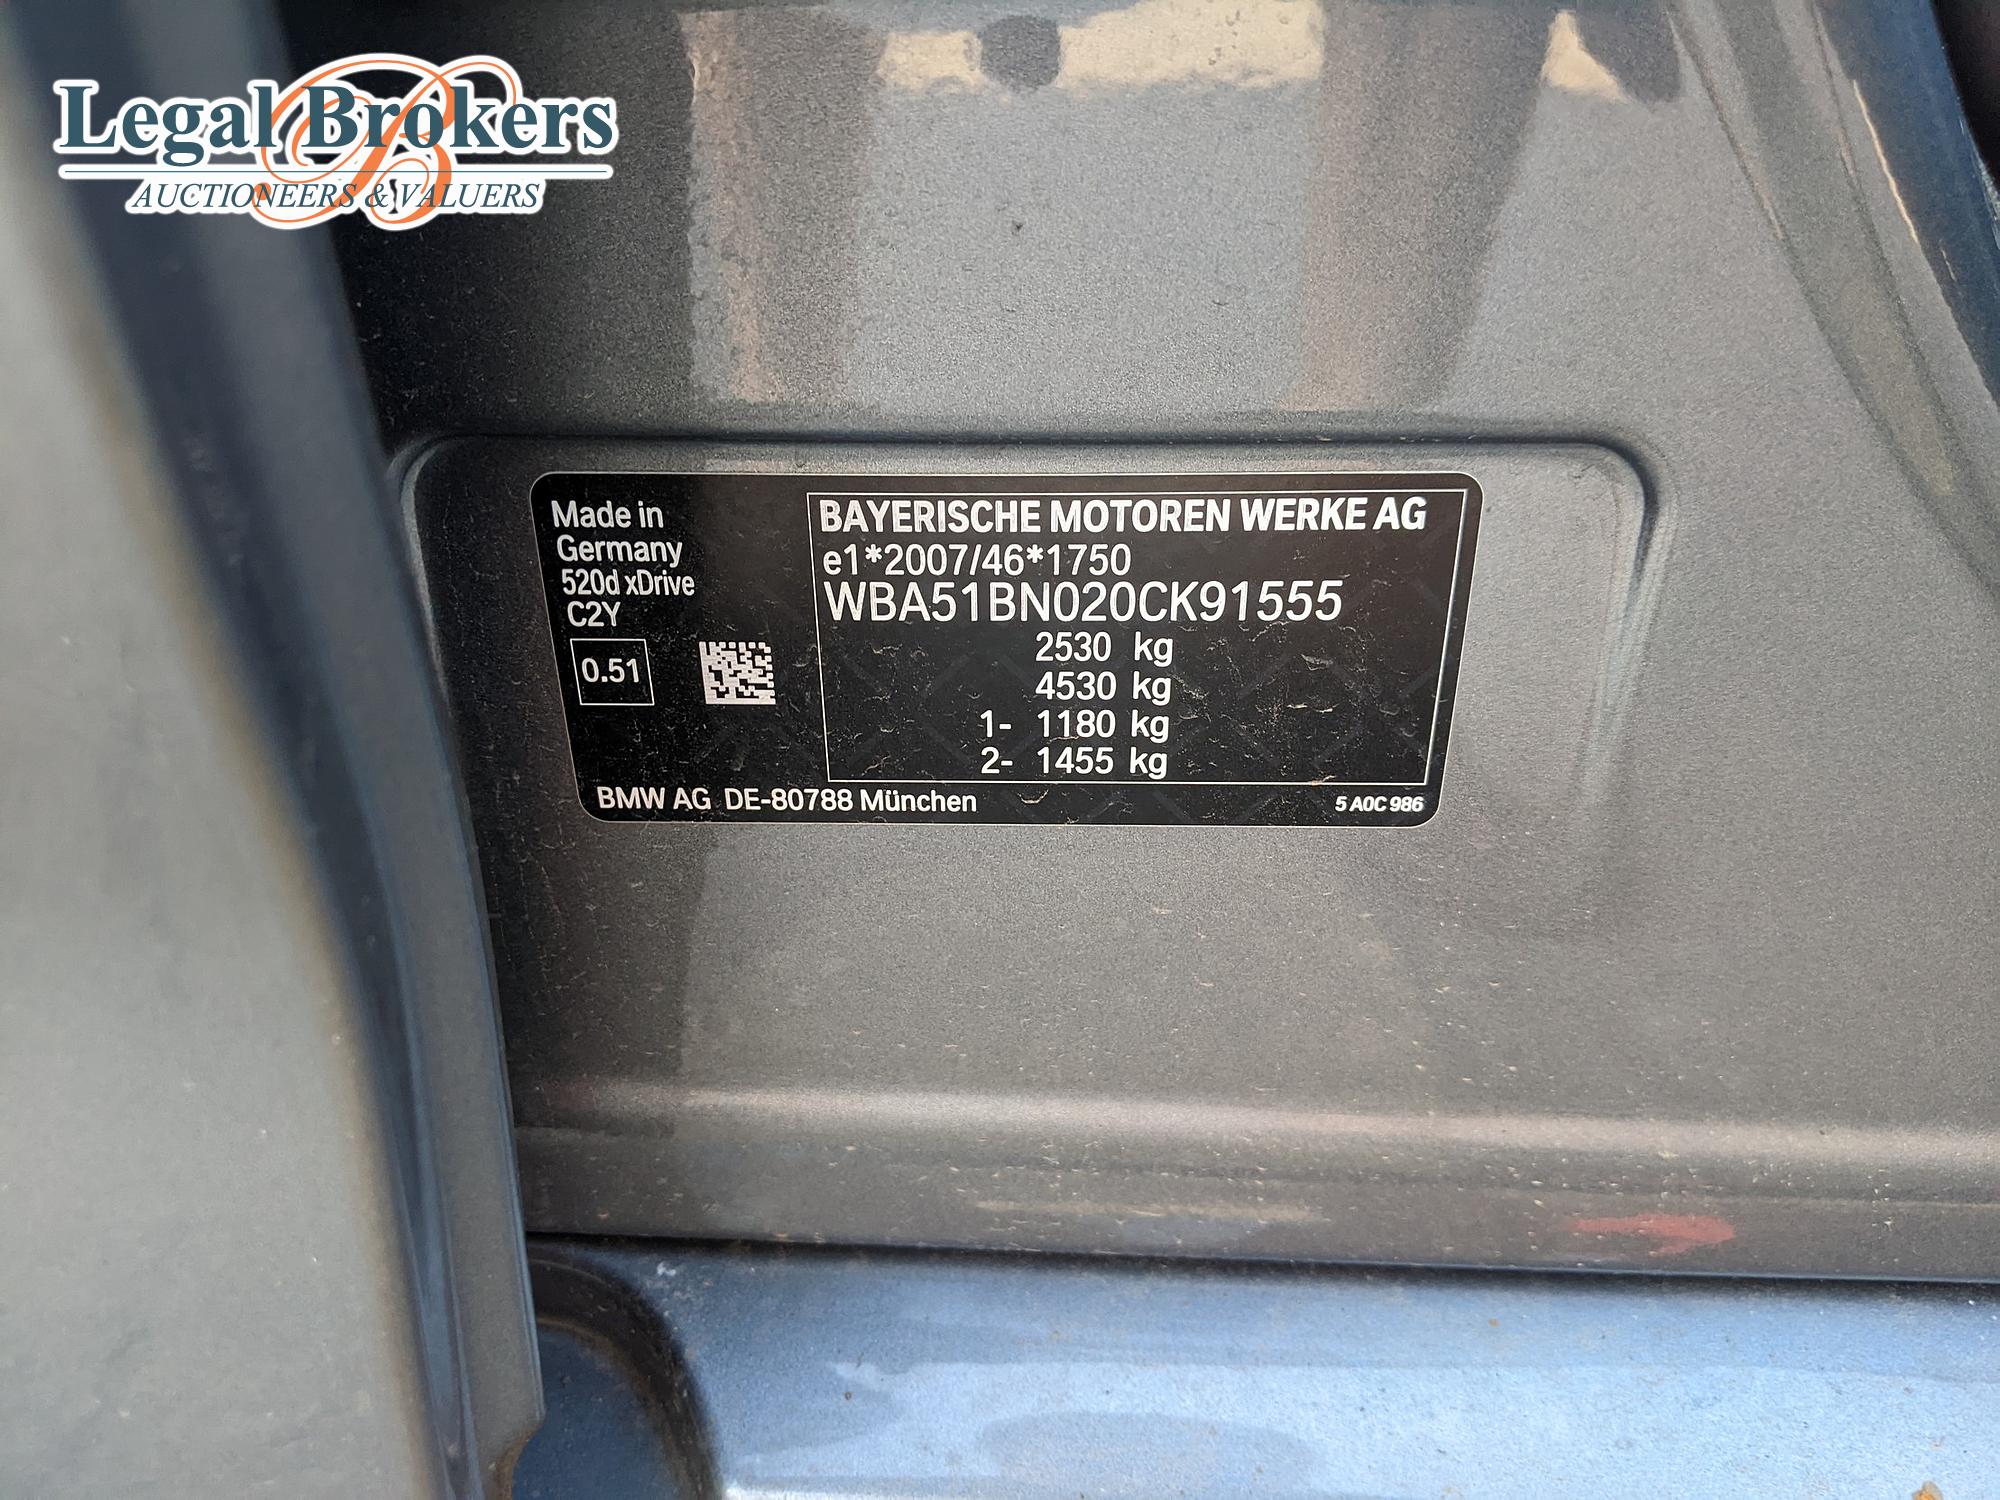 Legal Brokers
AUCTIONEERS & VALUERS
Made in
Germany
520d xDrive
C2Y
0.51
BAYERISCHE MOTOREN WERKE AG
e1*2007/46*1750
WBA51BN020CK91555
2530 kg
4530 kg
1- 1180 kg
2- 1455 kg
BMW AG DE-80788 München
5 A0C 986